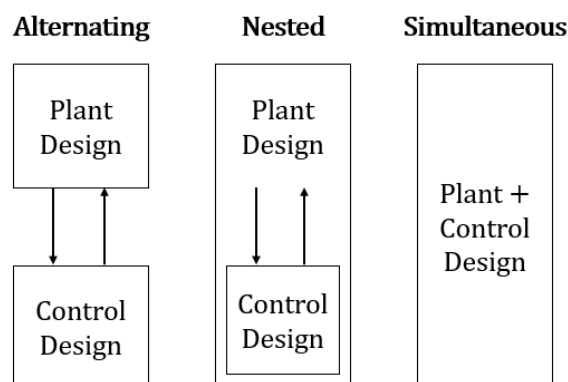 Alternating
Nested
Simultaneous
Plant
Design
Control
Design
Plant
Design
Control
Design
Plant +
Control
Design